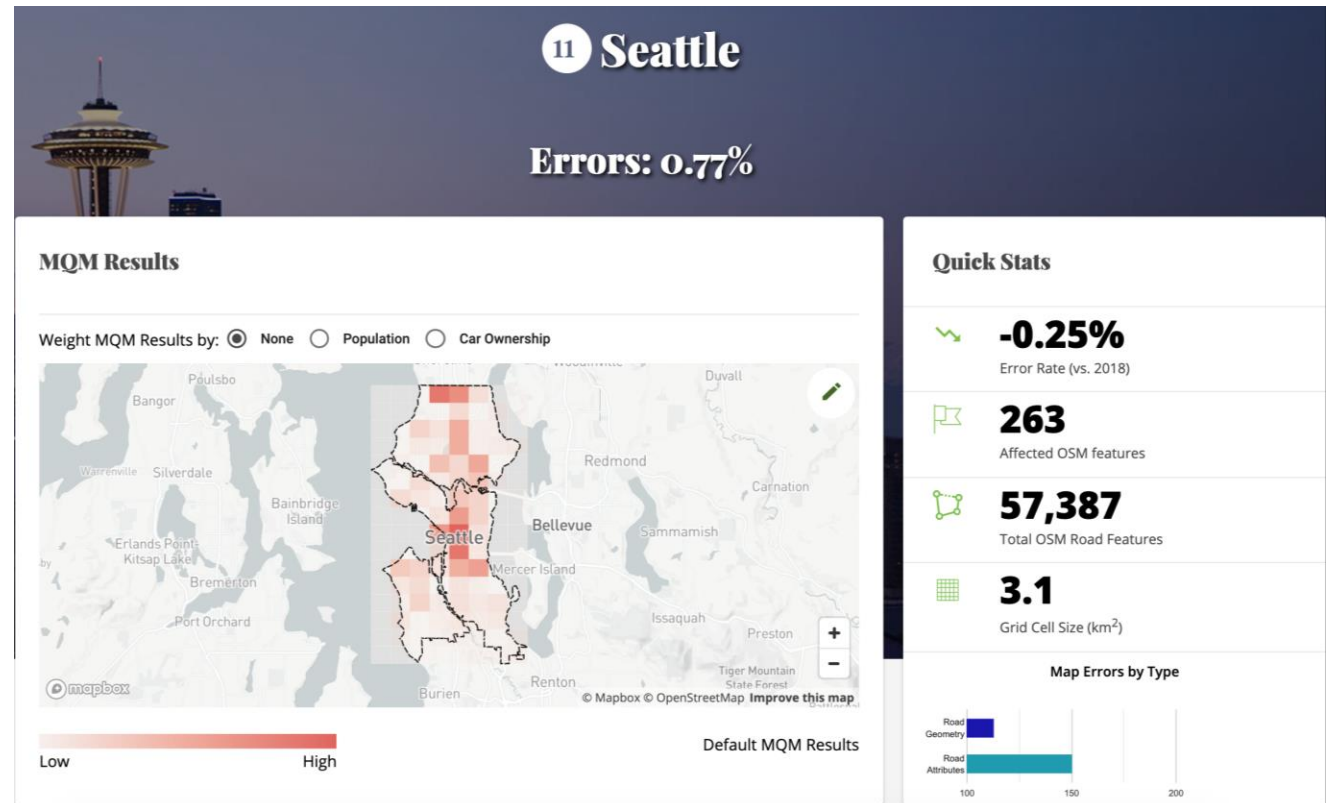 11 Seattle
Errors: 0.77%
MQM Results
Weight MQM Results by: None Population Car Ownership
Poulsbo
Duvall
Bangor
Redmond
Silverdale
Carnation
Bainbridge
Island
Bellevue
Seattle
Sammamish
Erlands Point-
Kitsap Lake
Mercer Island
Bremerton
Port Orchard
Issaquah
Preston
+
−
Tiger Mountain
State Forest
Renton
Burien
mapbox
© Mapbox © OpenStreetMap Improve this map
Low High
Default MQM Results
Quick Stats
-0.25%
Error Rate (vs. 2018)
263
Affected OSM features
57,387
Total OSM Road Features
3.1
Grid Cell Size (km²)
Map Errors by Type
Road
Geometry
Road
Attributes
100 150 200